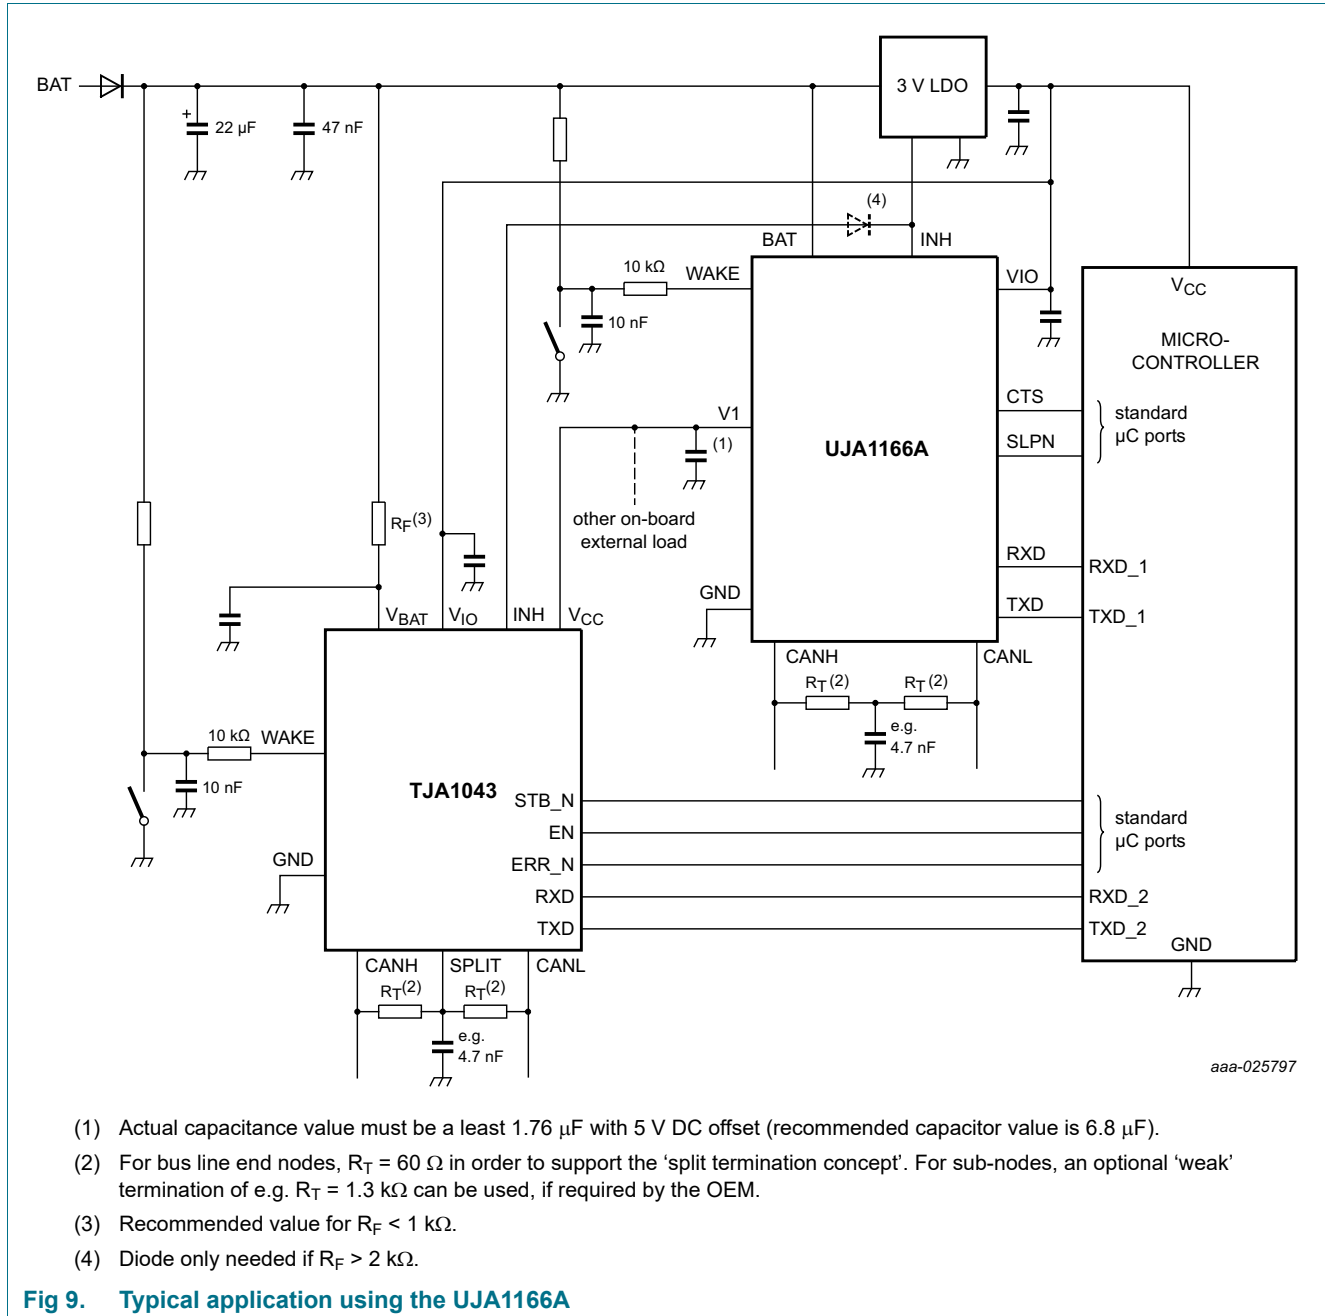 3 V LDO
BAT
+
22 µF
47 nF
(4)
BAT
INH
10 kΩ
WAKE
VIO
10 nF
VCC
MICRO-
CONTROLLER
V1
(1)
UJA1166A
CTS
SLPN
standard
µC ports
other on-board
external load
RF(3)
RXD
RXD_1
TXD
TXD_1
GND
VBAT
VIO
INH
VCC
CANH
CANL
RT(2)
RT(2)
e.g.
4.7 nF
10 kΩ
WAKE
10 nF
TJA1043
STB_N
EN
ERR_N
standard
µC ports
GND
RXD
RXD_2
TXD
TXD_2
GND
CANH
SPLIT
CANL
RT(2)
RT(2)
e.g.
4.7 nF
aaa-025797
(1) Actual capacitance value must be a least 1.76 µF with 5 V DC offset (recommended capacitor value is 6.8 µF).
(2) For bus line end nodes, RT = 60 Ω in order to support the ‘split termination concept’. For sub-nodes, an optional ‘weak’
termination of e.g. RT = 1.3 kΩ can be used, if required by the OEM.
(3) Recommended value for RF < 1 kΩ.
(4) Diode only needed if RF > 2 kΩ.
Fig 9. Typical application using the UJA1166A